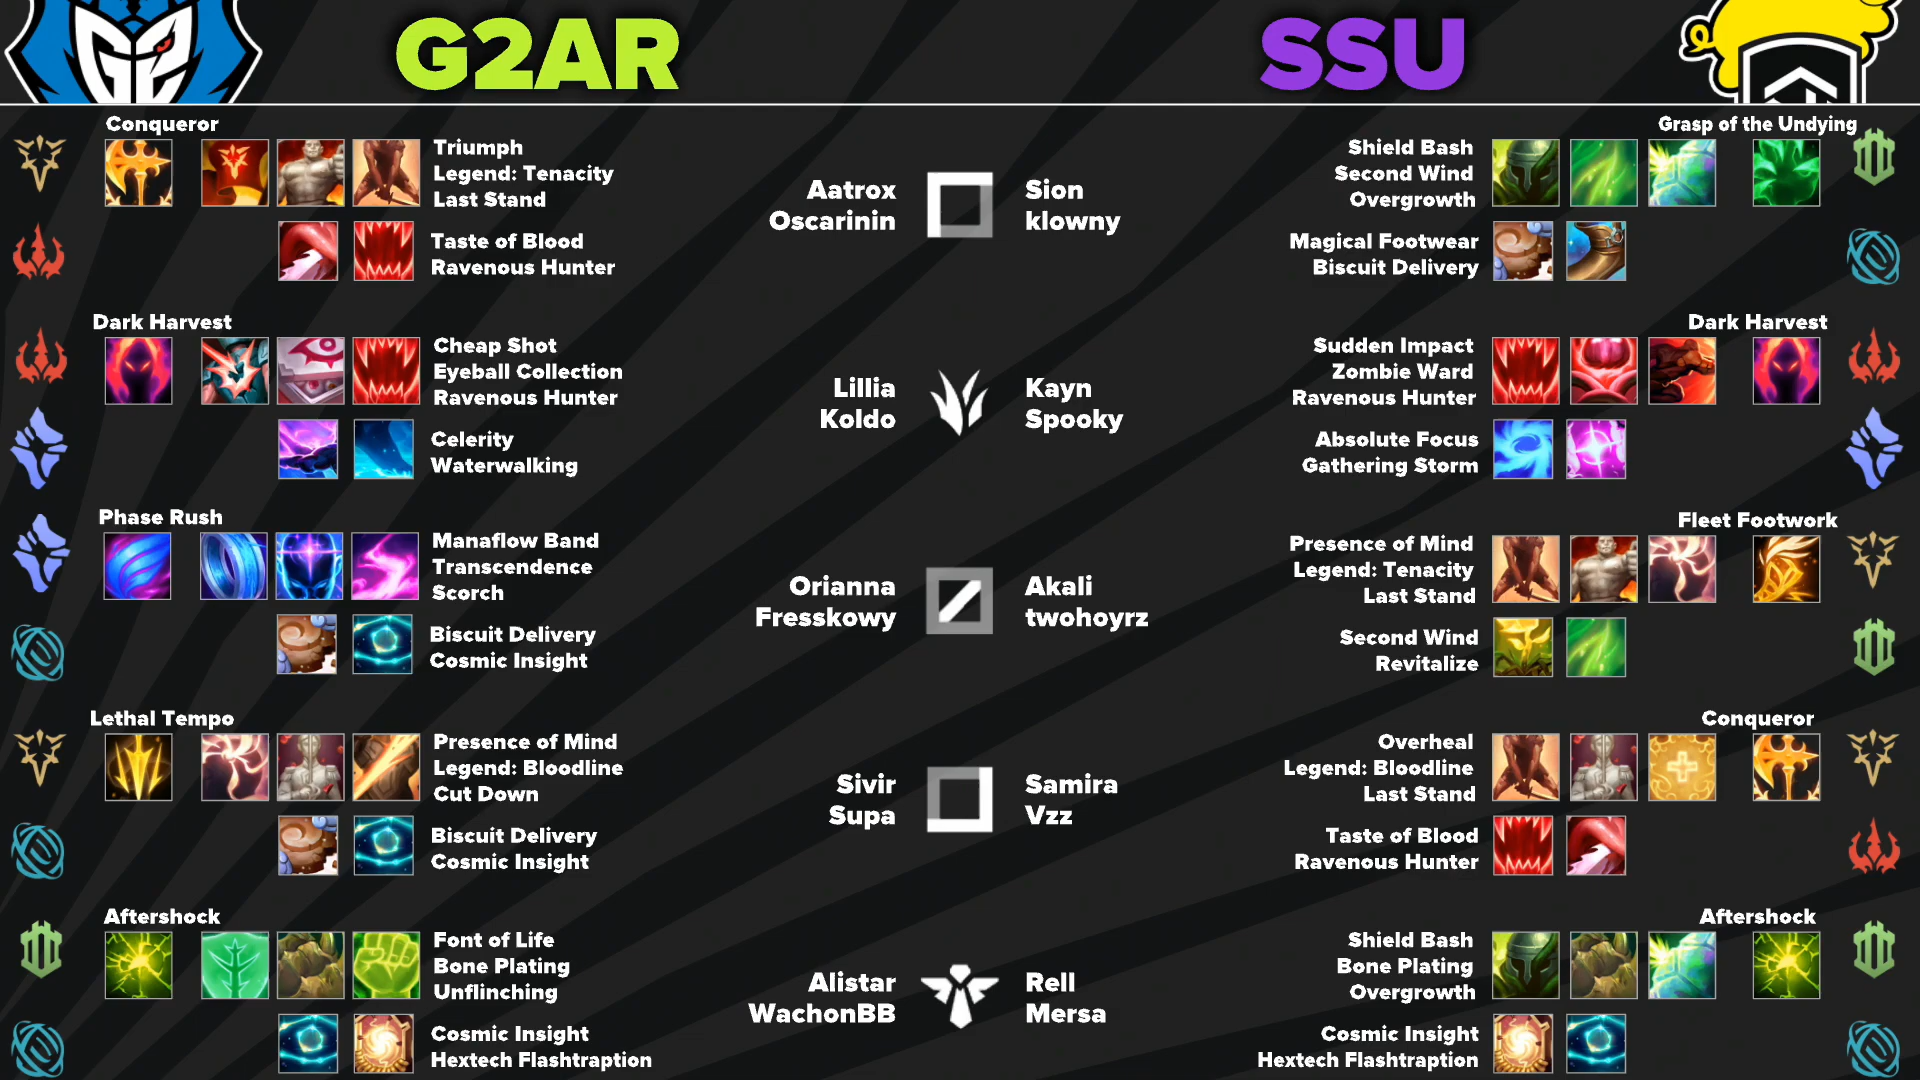 G2AR
SSU
G2
Conqueror
Triumph
Legend: Tenacity
Last Stand
Taste of Blood
Ravenous Hunter
Aatrox
Oscarinin
Sion
klowny
Grasp of the Undying
Shield Bash
Second Wind
Overgrowth
Magical Footwear
Biscuit Delivery
Dark Harvest
Cheap Shot
Eyeball Collection
Ravenous Hunter
Celerity
Waterwalking
Lillia
Koldo
Kayn
Spooky
Dark Harvest
Sudden Impact
Zombie Ward
Ravenous Hunter
Absolute Focus
Gathering Storm
Phase Rush
Manaflow Band
Transcendence
Scorch
Biscuit Delivery
Cosmic Insight
Orianna
Fresskowy
Akali
twohoyrz
Fleet Footwork
Presence of Mind
Legend: Tenacity
Last Stand
Second Wind
Revitalize
Lethal Tempo
Presence of Mind
Legend: Bloodline
Cut Down
Biscuit Delivery
Cosmic Insight
Sivir
Supa
Samira
Vzz
Conqueror
Overheal
Legend: Bloodline
Last Stand
Taste of Blood
Ravenous Hunter
Aftershock
Font of Life
Bone Plating
Unflinching
Cosmic Insight
Hextech Flashtraption
Alistar
WachonBB
Rell
Mersa
Aftershock
Shield Bash
Bone Plating
Overgrowth
Cosmic Insight
Hextech Flashtraption